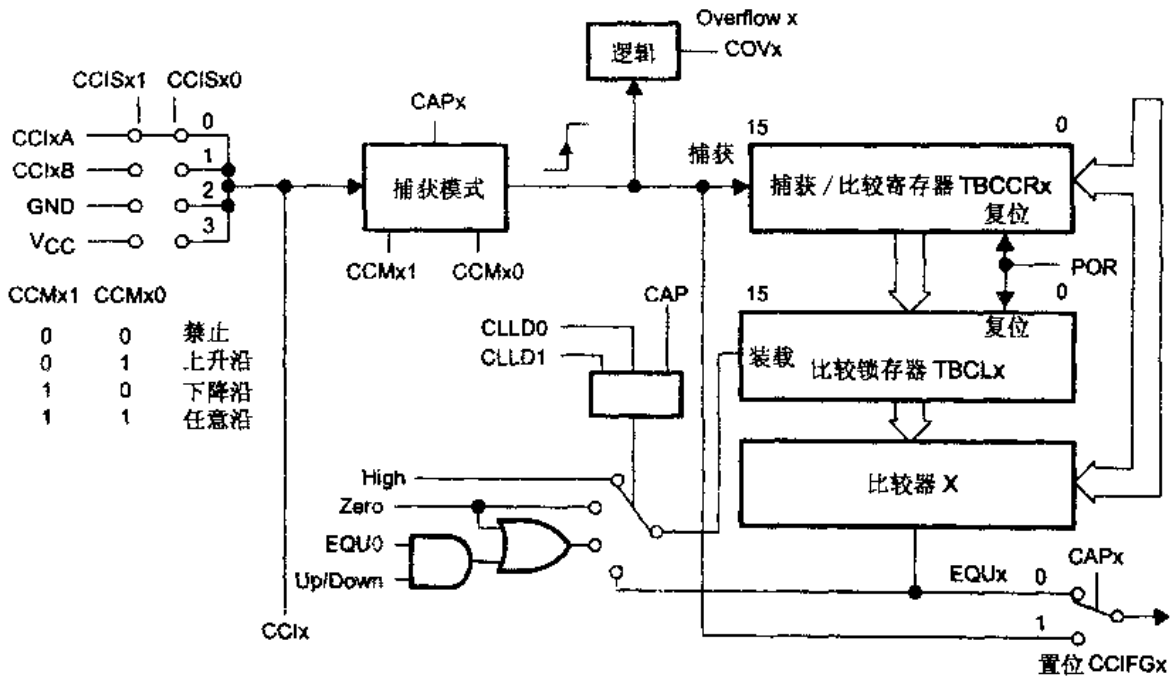 Overflow x
逻辑
COVx
CCISx1 CCISx0
CAPx
CCIxA
0
CCIxB
1
GND
2
VCC
3
捕获模式
捕获
15
0
捕获/比较寄存器 TBCCRx
复位
CCMx1 CCMx0
POR
CCMx1 CCMx0
0 0 禁止
0 1 上升沿
1 0 下降沿
1 1 任意沿
CAP
CLLD0
CLLD1
15
0
复位
装载
比较锁存器 TBCLx
High
Zero
EQU0
Up/Down
比较器 X
CCIx
EQUx
0
CAPx
1
置位 CCIFGx